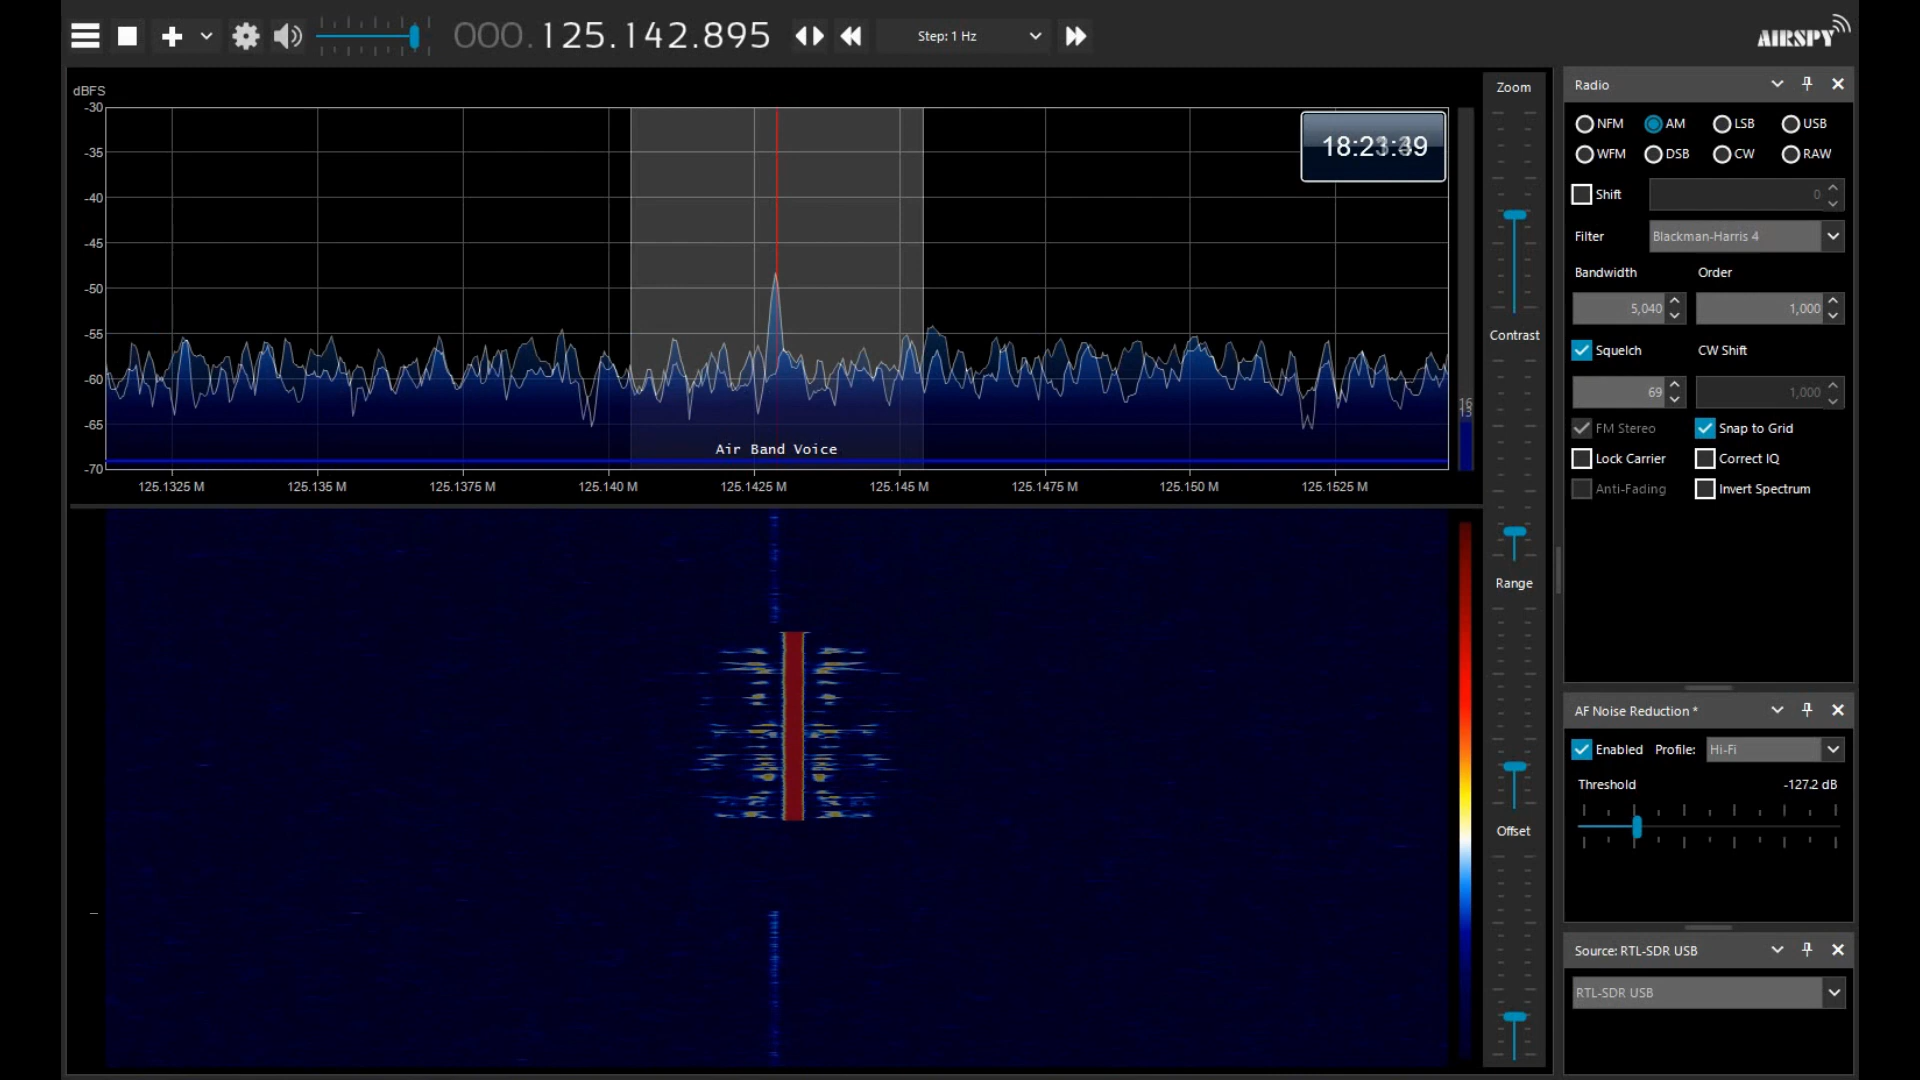 000.125.142.895
Step: 1 Hz
AIRSPY
dBFS
-30
-35
-40
-45
-50
-55
-60
-65
-70
Air Band Voice
125.1325 M
125.135 M
125.1375 M
125.140 M
125.1425 M
125.145 M
125.1475 M
125.150 M
125.1525 M
Zoom
Contrast
Range
Offset
Radio
NFM AM LSB USB
WFM DSB CW RAW
Shift 0
Filter Blackman-Harris 4
Bandwidth Order
5,040 1,000
Squelch CW Shift
69 1,000
FM Stereo Snap to Grid
Lock Carrier Correct IQ
Anti-Fading Invert Spectrum
AF Noise Reduction *
Enabled Profile: Hi-Fi
Threshold -127.2 dB
Source: RTL-SDR USB
RTL-SDR USB